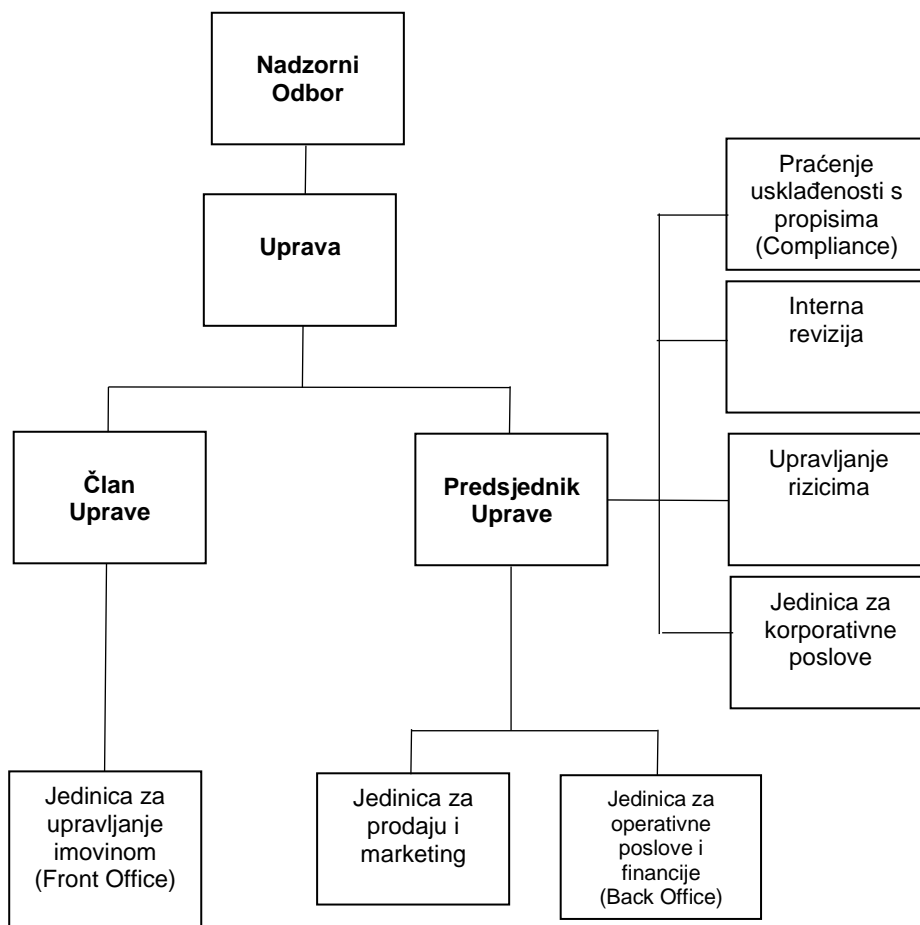 Nadzorni
Odbor
Uprava
Praćenje
usklađenosti s
propisima
(Compliance)
Interna
revizija
Član
Uprave
Predsjednik
Uprave
Upravljanje
rizicima
Jedinica za
korporativne
poslove
Jedinica za
upravljanje
imovinom
(Front Office)
Jedinica za
prodaju i
marketing
Jedinica za
operativne
poslove i
financije
(Back Office)